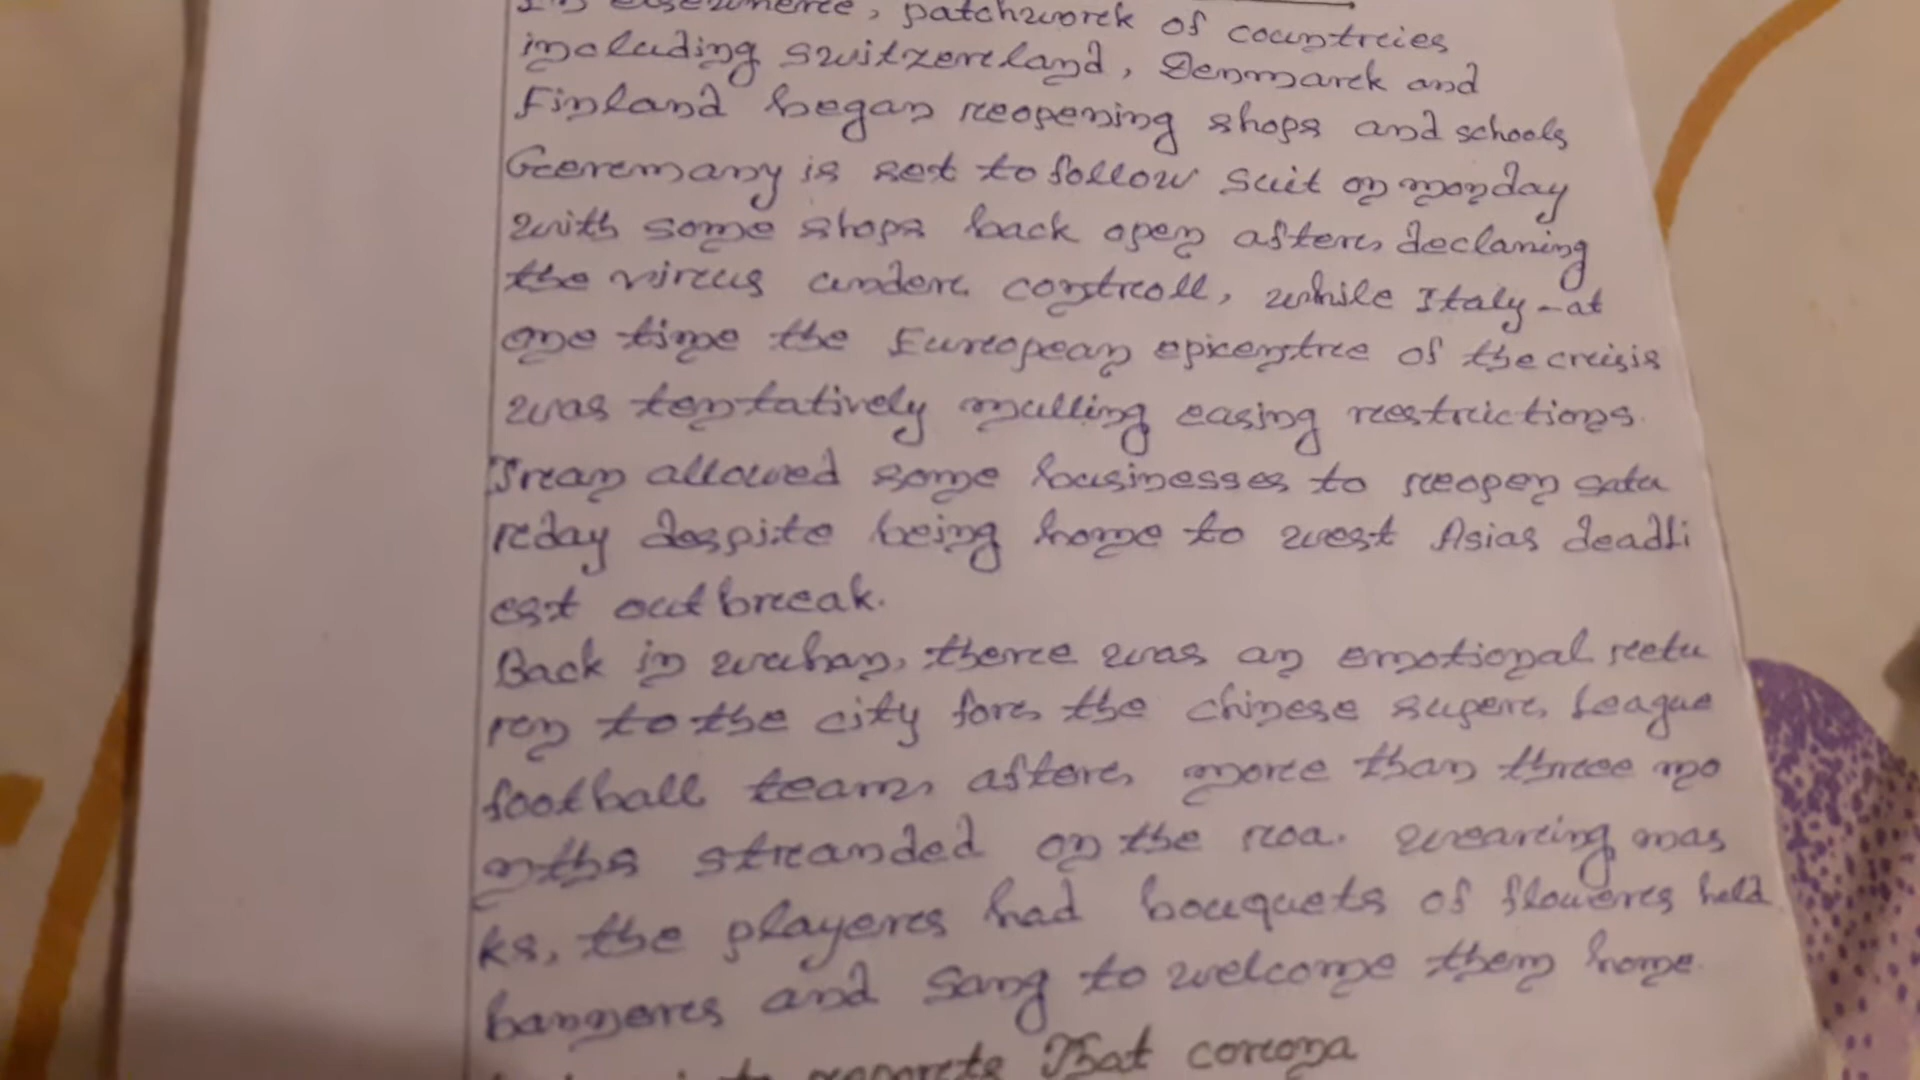 elsewhere, patchwork of countries
including switzerland, Denmark and
Finland began reopening shops and schools
Geermany is set to follow suit on monday
with some shops back open after declaring
the virus under controll, while Italy - at
one time the European epicentre of the crisis
was tentatively mulling easing restrictions.
Iran allowed some businesses to reopen satu
rday despite being home to west Asias deadli
est outbreak.
Back in wuhan, there was an emotional retu
rn to the city for the chinese super League
football team, after more than three mo
nths stranded on the roa. wearing mas
ks, the players had bouquets of flowers held
banners and sang to welcome them home.
reports That corona